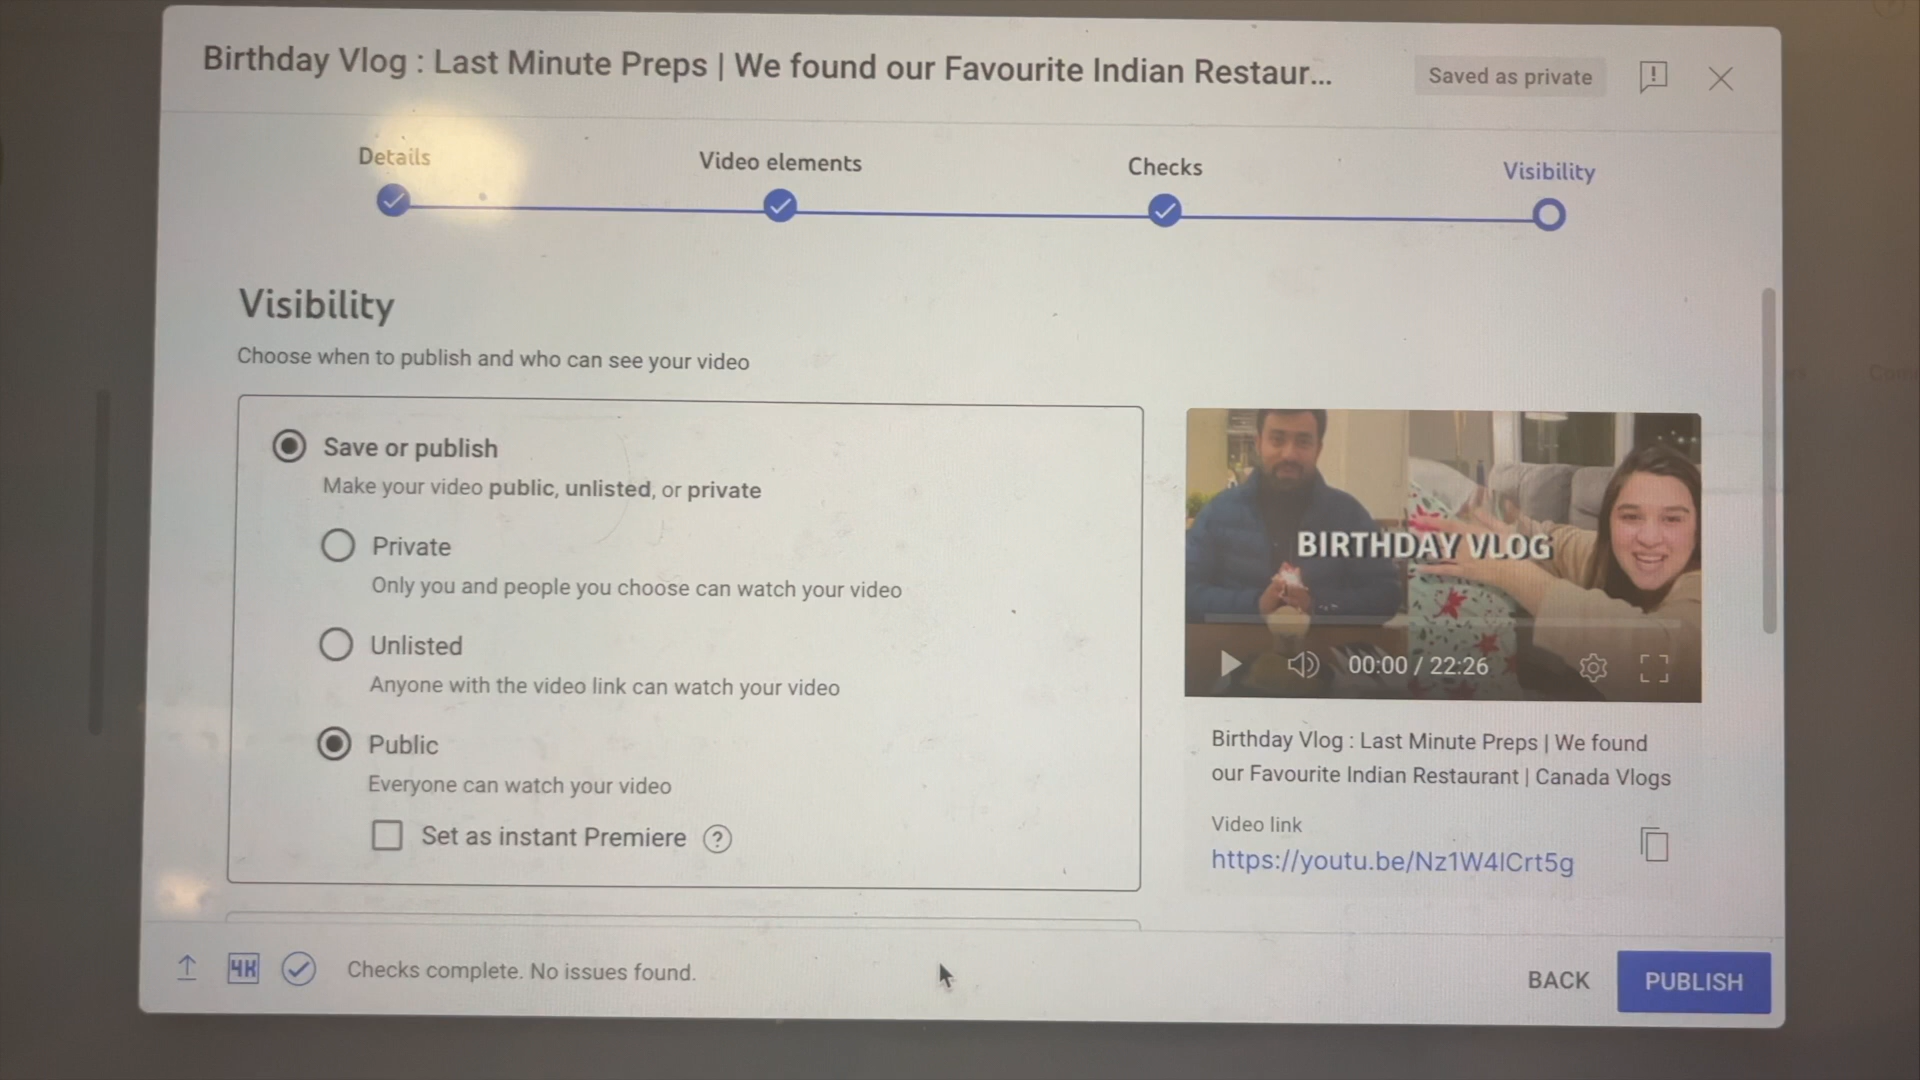 Birthday Vlog : Last Minute Preps | We found our Favourite Indian Restaur...
Saved as private
Details
Video elements
Checks
Visibility
Visibility
Choose when to publish and who can see your video
Save or publish
Make your video public, unlisted, or private
Private
Only you and people you choose can watch your video
Unlisted
Anyone with the video link can watch your video
Public
Everyone can watch your video
Set as instant Premiere ?
BIRTHDAY VLOG
00:00 / 22:26
Birthday Vlog : Last Minute Preps | We found
our Favourite Indian Restaurant | Canada Vlogs
Video link
https://youtu.be/Nz1W4lCrt5g
4K
Checks complete. No issues found.
BACK
PUBLISH